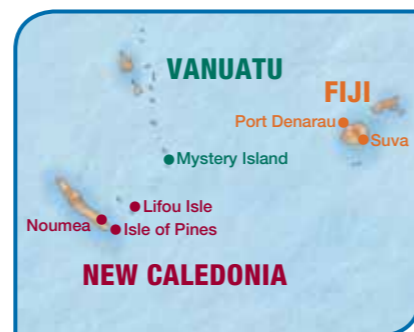 VANUATU
FIJI
Port Denarau
Suva
Mystery Island
Lifou Isle
Noumea
Isle of Pines
NEW CALEDONIA